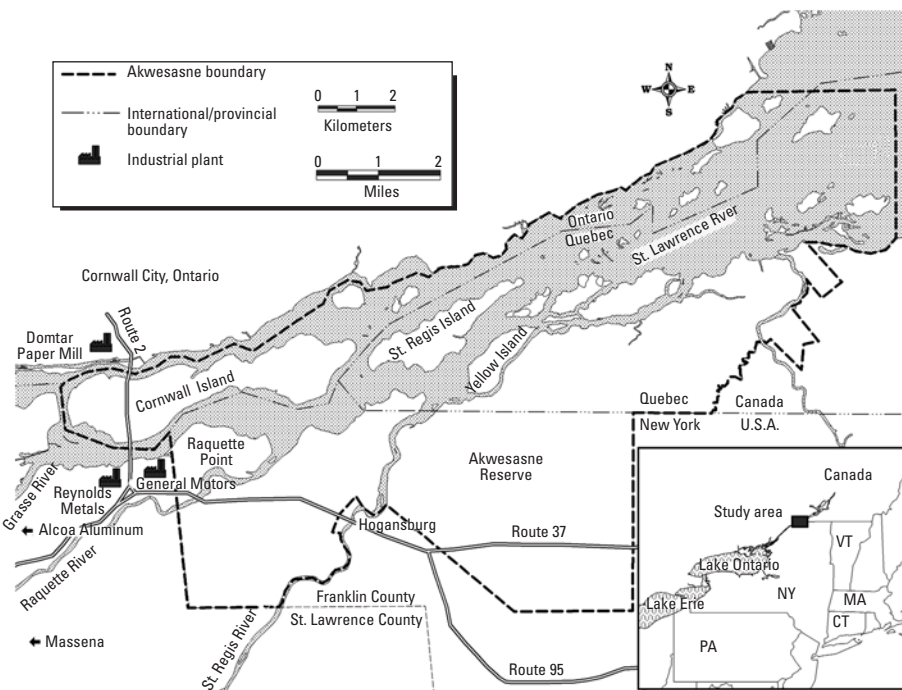 Akwesasne boundary
International/provincial
boundary
Industrial plant
0 1 2
Kilometers
0 1 2
Miles
N
W E
S
Ontario
Quebec
St. Lawrence Rver
Cornwall City, Ontario
Route 2
Domtar
Paper Mill
St. Regis Island
Yellow Island
Cornwall Island
Quebec
Canada
New York
U.S.A.
Raquette
Point
Akwesasne
Reserve
Grasse River
Reynolds
Metals
General Motors
Alcoa Aluminum
Hogansburg
Route 37
Raquette River
Franklin County
St. Lawrence County
Massena
St. Regis River
Route 95
Canada
Study area
Lake Ontario
VT
NY
Lake Erie
MA
CT
PA